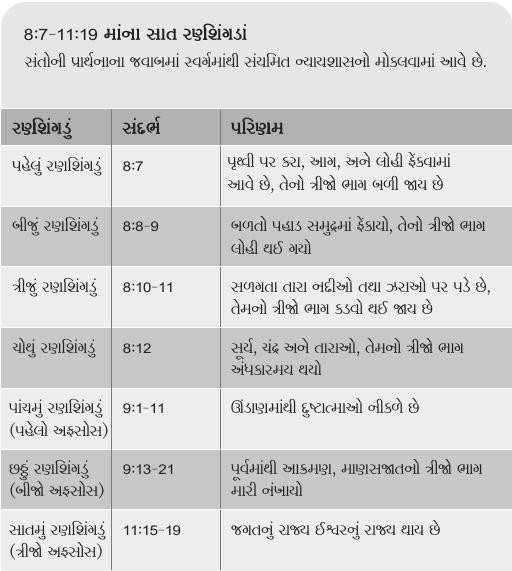 8:7-11:19 માંના સાત રણશિંગડાં
સંતોની પ્રાર્થનાના જવાબમાં સ્વર્ગમાંથી સંયમિત ન્યાયશાસનો મોકલવામાં આવે છે.
રણશિંગડું સંદર્ભ પરિણમ
પહેલું રણશિંગડું 8:7 પૃથ્વી પર કરા, આગ, અને લોહી ફેંકવામાં
આવે છે, તેનો ત્રીજો ભાગ બળી જાય છે
બીજું રણશિંગડું 8:8-9 બળતો પહાડ સમુદ્રમાં ફેંકાયો, તેનો ત્રીજો ભાગ
લોહી થઈ ગયો
ત્રીજું રણશિંગડું 8:10-11 સળગતા તારા નદીઓ તથા ઝરાઓ પર પડે છે,
તેમનો ત્રીજો ભાગ કડવો થઈ જાય છે
ચોથું રણશિંગડું 8:12 સૂર્ય, ચંદ્ર અને તારાઓ, તેમનો ત્રીજો ભાગ
અંધકારમય થયો
પાંચમું રણશિંગડું 9:1-11 ઊંડાણમાંથી દુષ્ટાત્માઓ નીકળે છે
(પહેલો અફસોસ)
છઠ્ઠું રણશિંગડું 9:13-21 પૂર્વમાંથી આક્રમણ, માણસજાતનો ત્રીજો ભાગ
(બીજો અફસોસ) મારી નંખાયો
સાતમું રણશિંગડું 11:15-19 જગતનું રાજ્ય ઈશ્વરનું રાજ્ય થાય છે
(ત્રીજો અફસોસ)